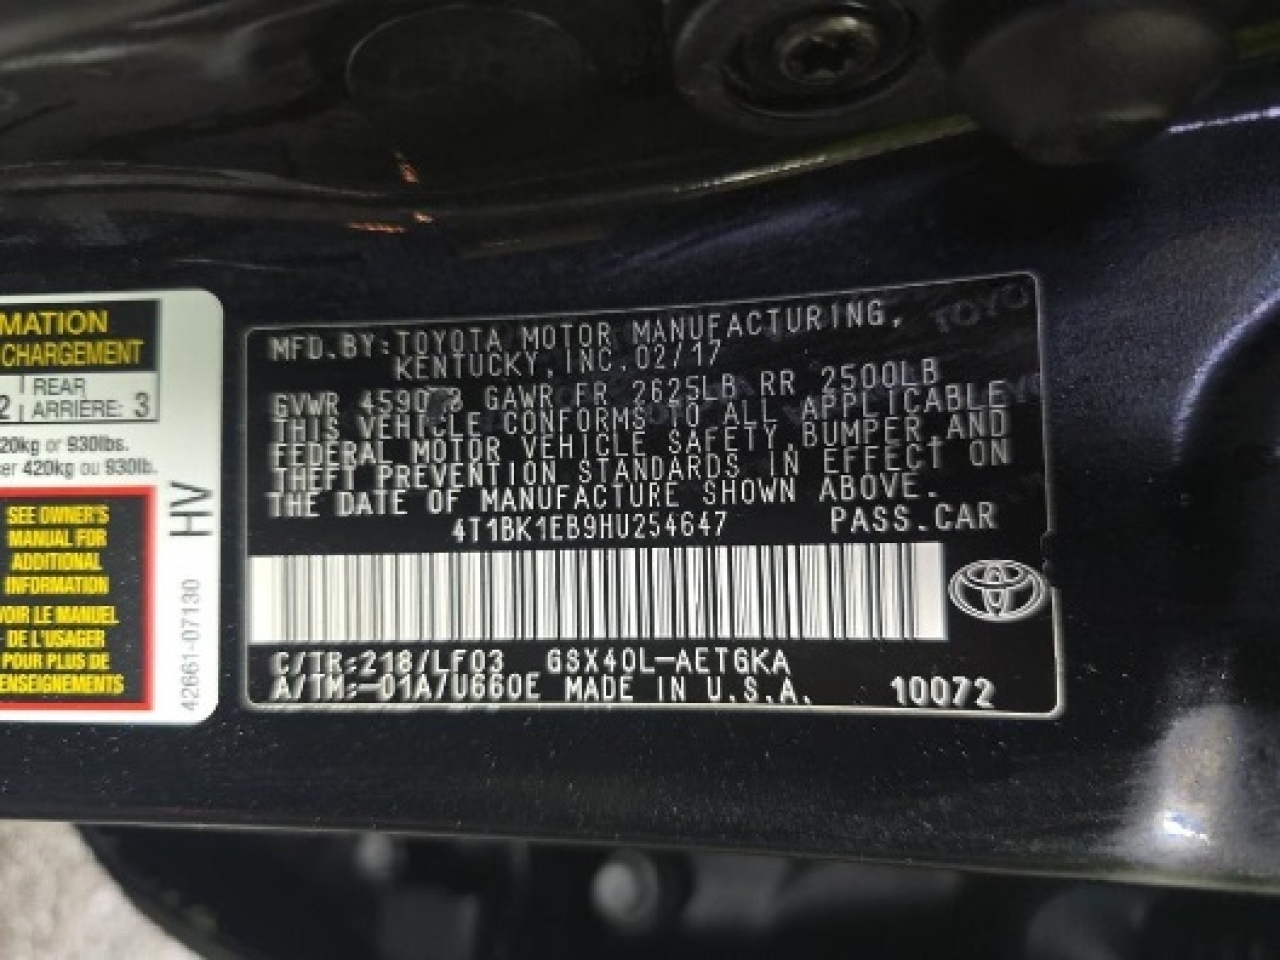 MATION
CHARGEMENT
REAR
2 ARRIÈRE: 3
20kg or 930lbs.
er 420kg ou 930lb.
SEE OWNER'S
MANUAL FOR
ADDITIONAL
INFORMATION
VOIR LE MANUEL
DE L'USAGER
POUR PLUS DE
RENSEIGNEMENTS
HV
42661-07130
MFD.BY:TOYOTA MOTOR MANUFACTURING,
KENTUCKY,INC.02/17
GVWR GAWR FR 2625LB RR 2500LB
THIS VEHICLE CONFORMS TO ALL APPLICABLE
FEDERAL MOTOR VEHICLE SAFETY,BUMPER,AND
THEFT PREVENTION STANDARDS IN EFFECT ON
THE DATE OF MANUFACTURE SHOWN ABOVE.
4T1BK1EB9HU254647 PASS.CAR
C/TR:218/LF03 GSX40L-AETGKA
A/TM:-01A/U660E MADE IN U.S.A. 10072